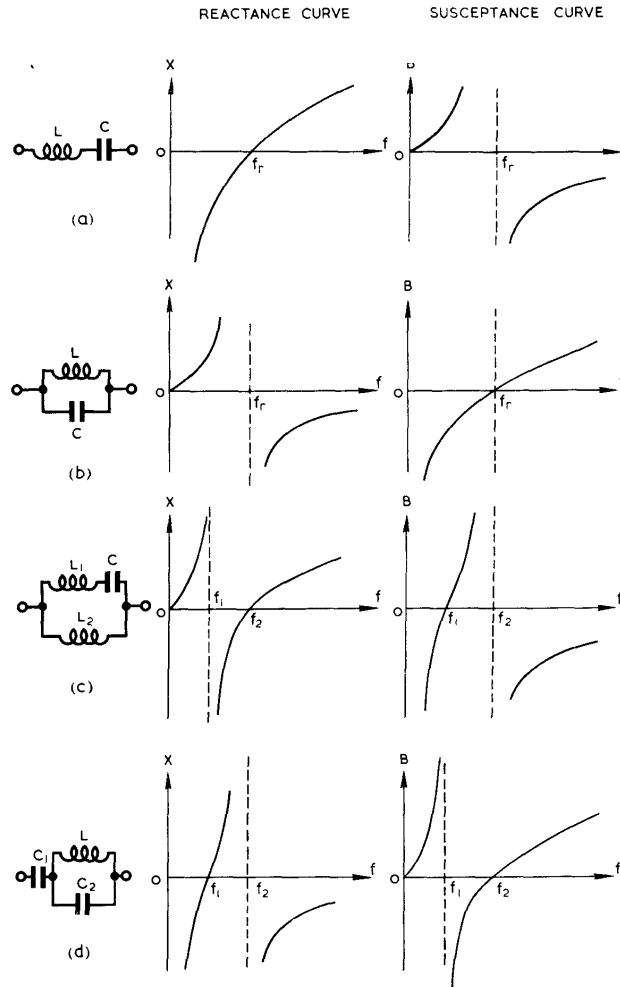 REACTANCE CURVE SUSCEPTANCE CURVE
X
L C
O fr f
O fr
(a)
X B
L
C
O fr f
O fr
(b)
X B
L1 C
L2
O f1 f2 f
O f1 f2 f
(c)
X B
C1 L
C2
O f1 f2 f
O f1 f2 f
(d)